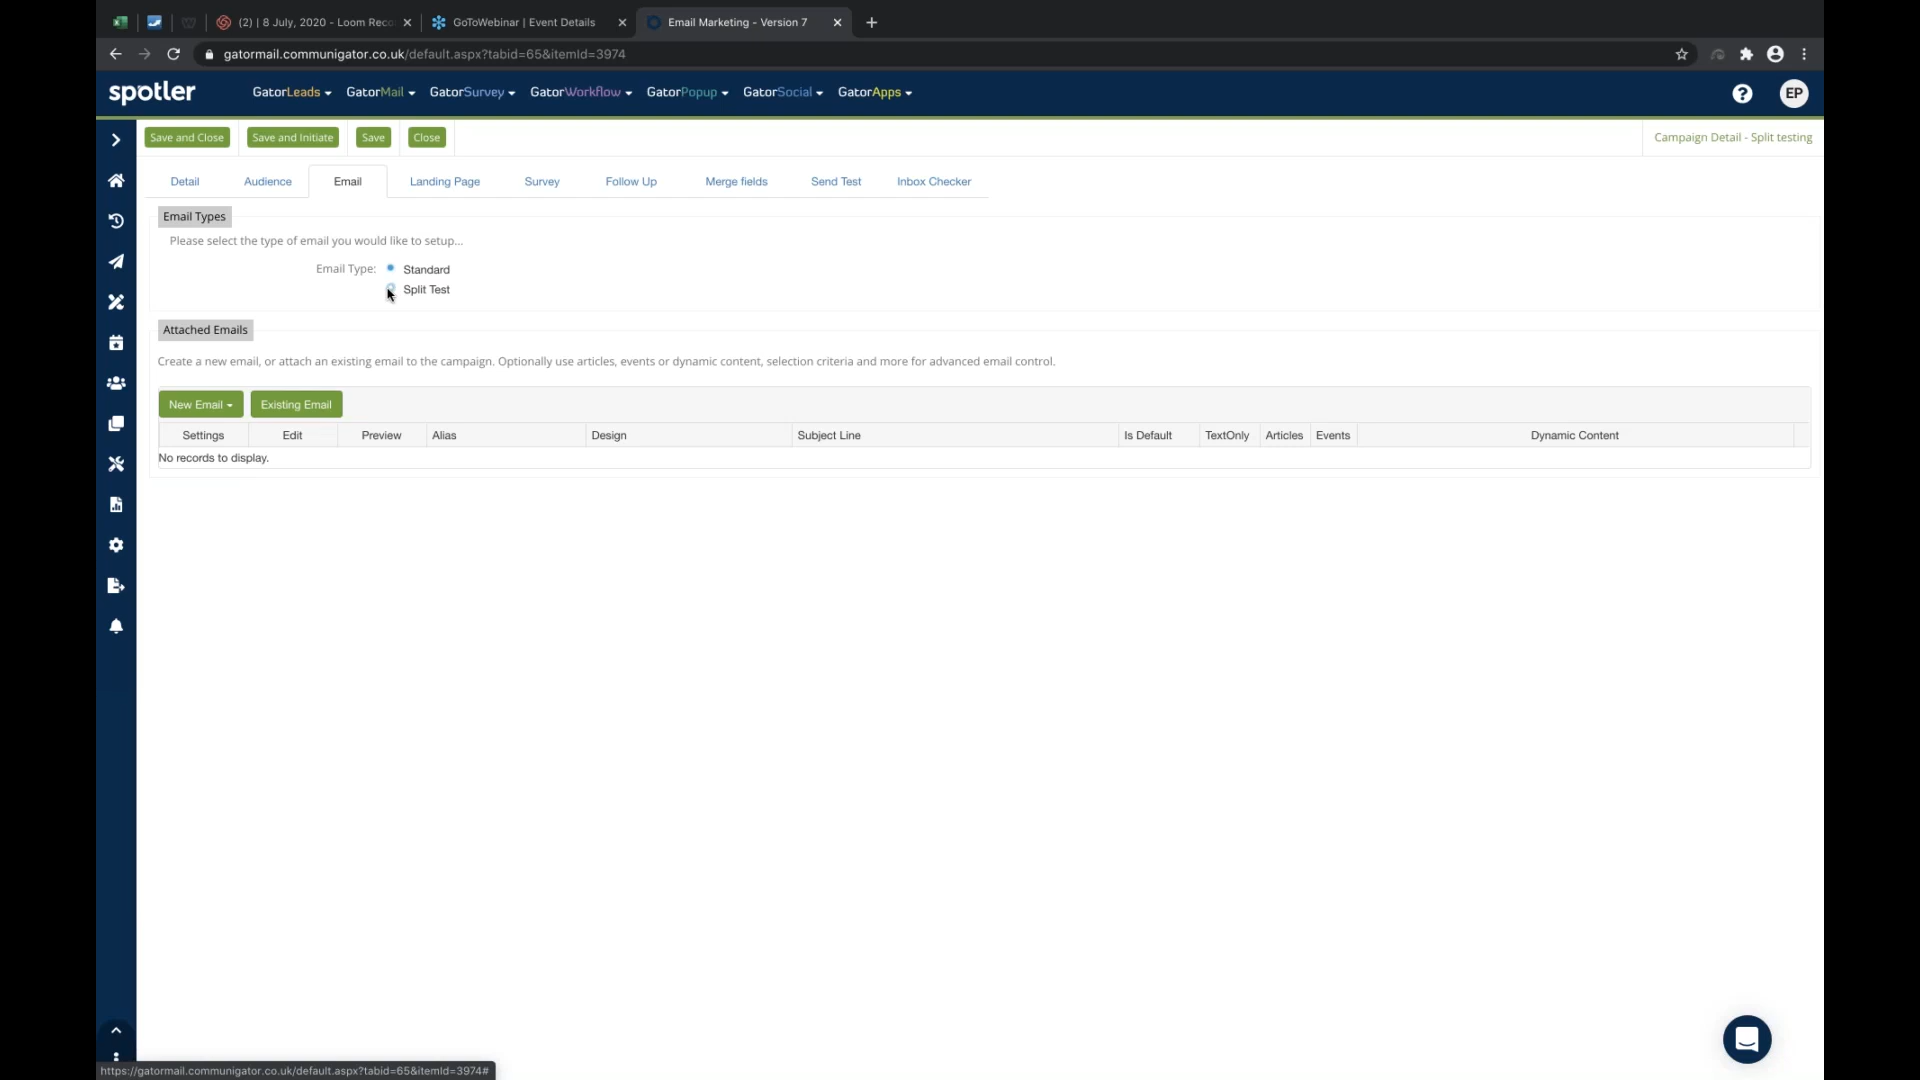 (2) | 8 July, 2020 - Loom Reco
GoToWebinar | Event Details
Email Marketing - Version 7
gatormail.communigator.co.uk/default.aspx?tabid=65&itemId=3974
spotler
GatorLeads
GatorMail
GatorSurvey
GatorWorkflow
GatorPopup
GatorSocial
GatorApps
?
EP
Save and Close
Save and Initiate
Save
Close
Campaign Detail - Split testing
Detail
Audience
Email
Landing Page
Survey
Follow Up
Merge fields
Send Test
Inbox Checker
Email Types
Please select the type of email you would like to setup...
Email Type:
Standard
Split Test
Attached Emails
Create a new email, or attach an existing email to the campaign. Optionally use articles, events or dynamic content, selection criteria and more for advanced email control.
New Email
Existing Email
Settings
Edit
Preview
Alias
Design
Subject Line
Is Default
TextOnly
Articles
Events
Dynamic Content
No records to display.
https://gatormail.communigator.co.uk/default.aspx?tabid=65&itemId=3974#